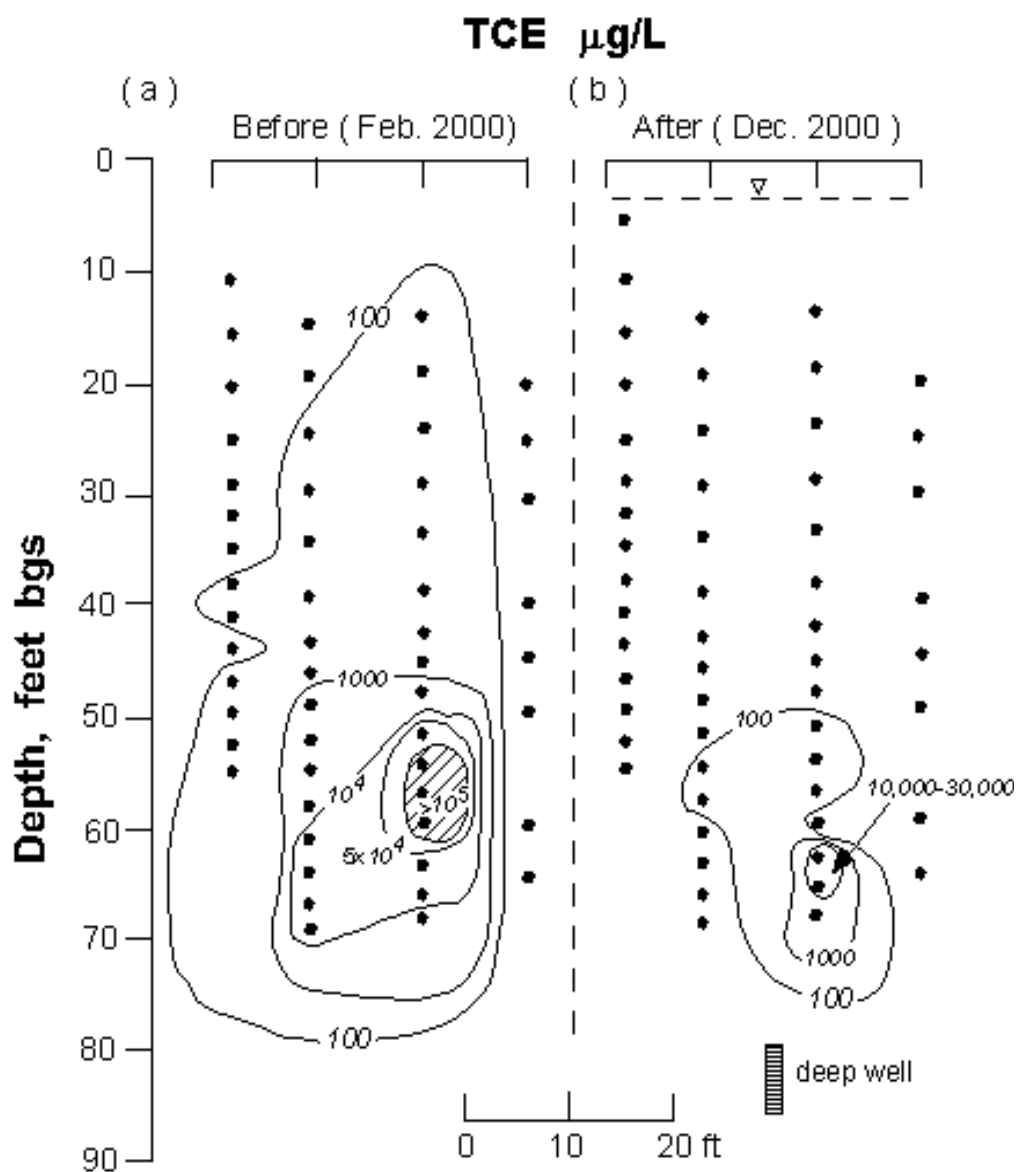 TCE μg/L
( a )
( b )
Before ( Feb. 2000)
After ( Dec. 2000 )
Depth, feet bgs
0
10
20
30
40
50
60
70
80
90
100
1000
10⁴
>10⁵
5x10⁴
100
100
10,000-30,000
1000
100
deep well
0 10 20 ft